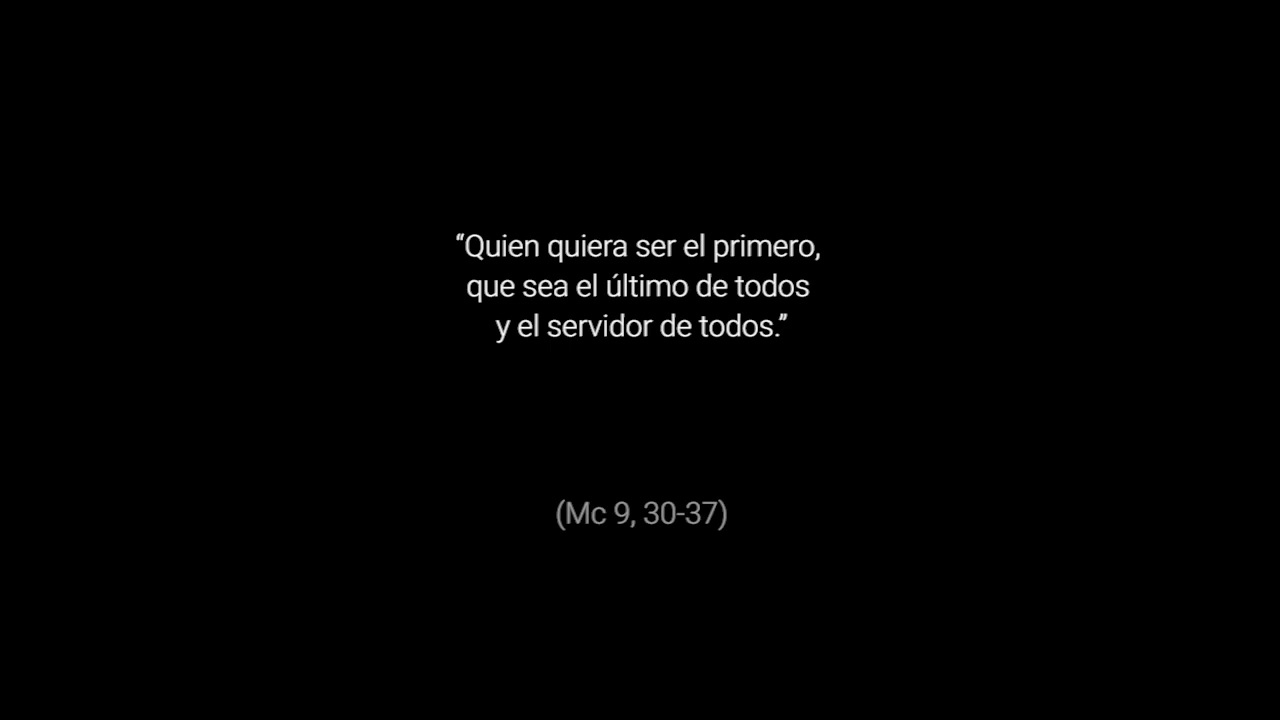 “Quien quiera ser el primero,
que sea el último de todos
y el servidor de todos.”
(Mc 9, 30-37)